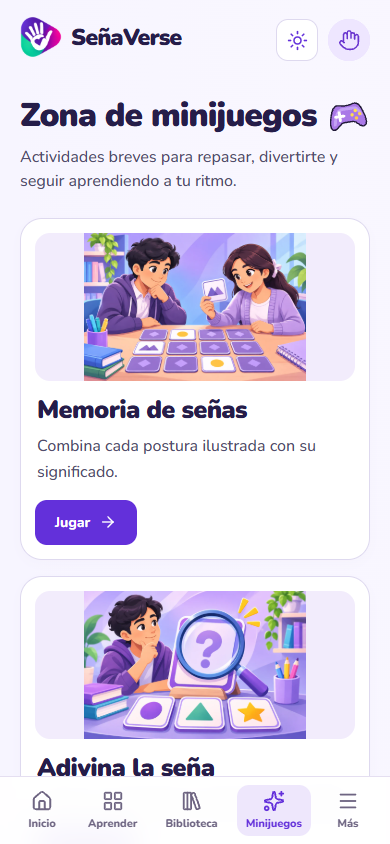 SeñaVerse
Zona de minijuegos
Actividades breves para repasar, divertirte y
seguir aprendiendo a tu ritmo.
Memoria de señas
Combina cada postura ilustrada con su
significado.
Jugar
?
Adivina la seña
Inicio
Aprender
Biblioteca
Minijuegos
Más